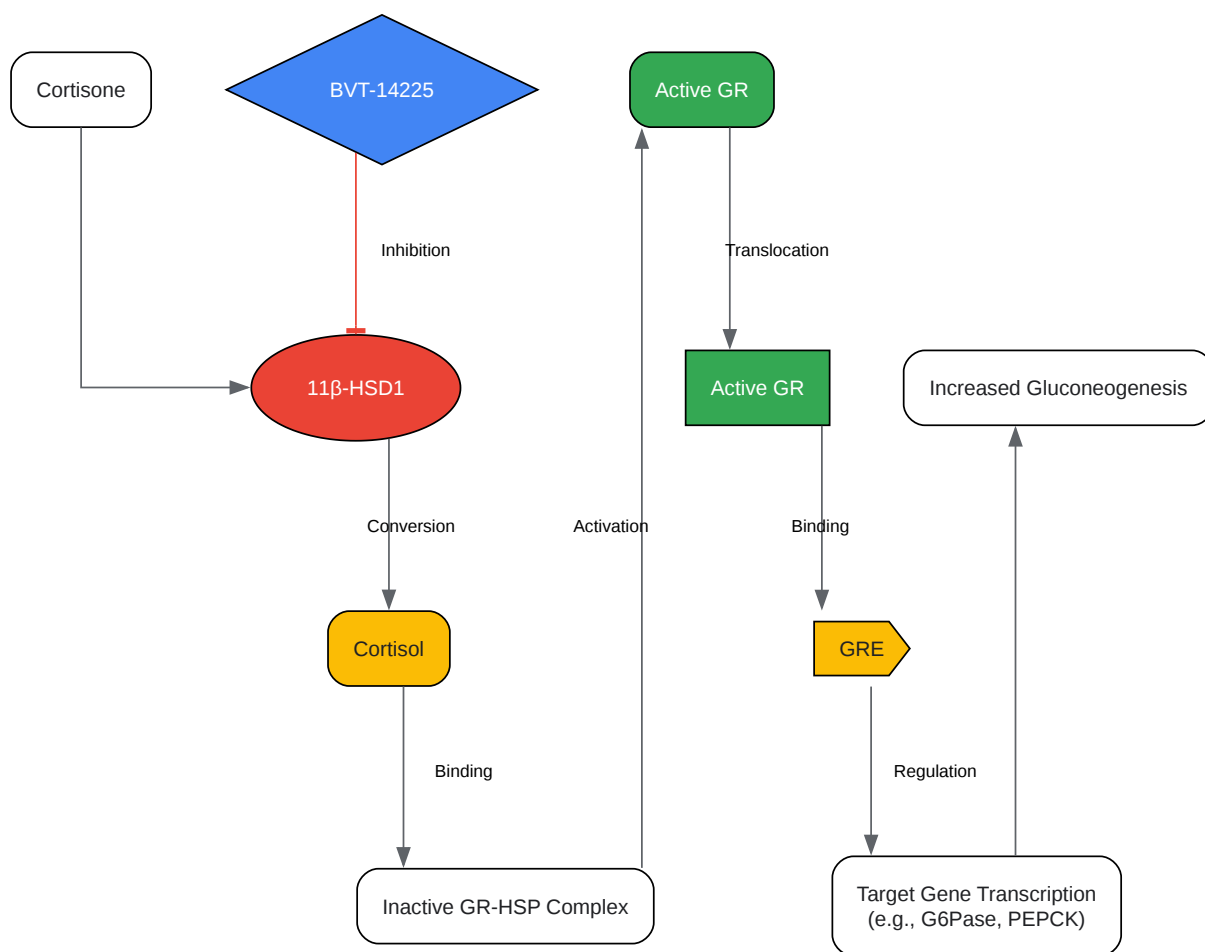 Cortisone
BVT-14225
Active GR
Inhibition
Translocation
11β-HSD1
Active GR
Increased Gluconeogenesis
Conversion
Activation
Binding
Cortisol
GRE
Binding
Regulation
Inactive GR-HSP Complex
Target Gene Transcription
(e.g., G6Pase, PEPCK)